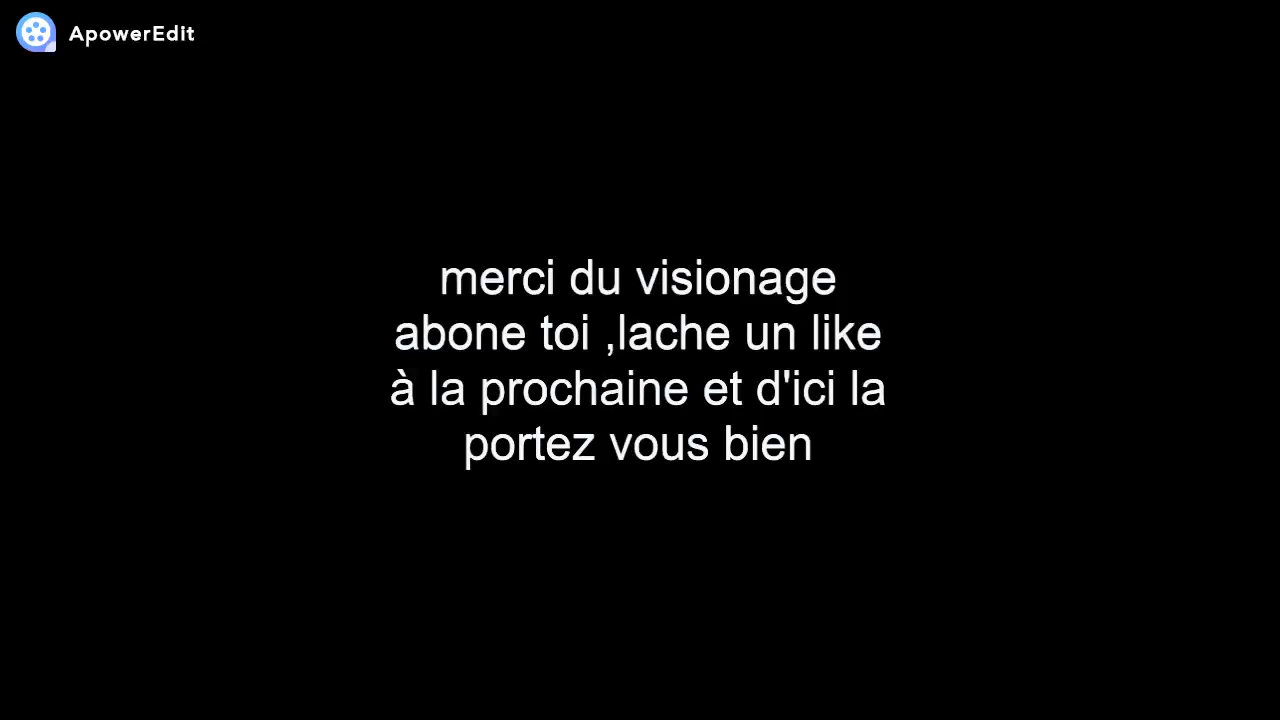 ApowerEdit
merci du visionage
abone toi ,lache un like
à la prochaine et d'ici la
portez vous bien